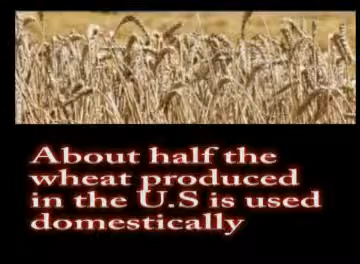 About half the
wheat produced
in the U.S is used
domestically